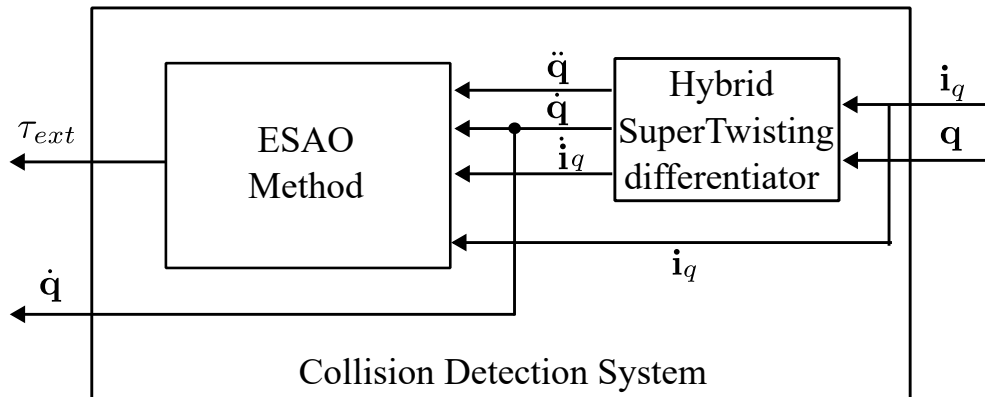 q̈
Hybrid
SuperTwisting
differentiator
i_q
q̇
τ_ext
ESAO
Method
q
i̇_q
i_q
q̇
Collision Detection System